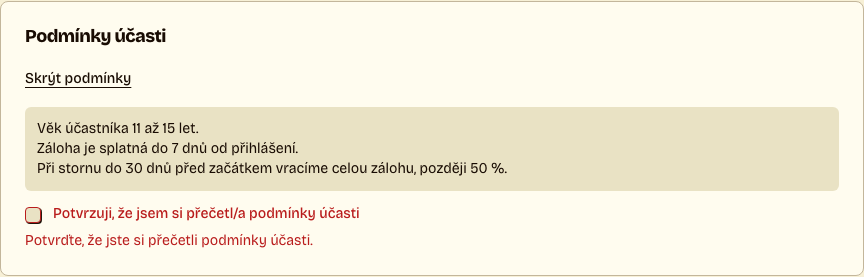 Podmínky účasti
Skrýt podmínky
Věk účastníka 11 až 15 let.
Záloha je splatná do 7 dnů od přihlášení.
Při stornu do 30 dnů před začátkem vracíme celou zálohu, později 50 %.
Potvrzuji, že jsem si přečetl/a podmínky účasti
Potvrďte, že jste si přečetli podmínky účasti.